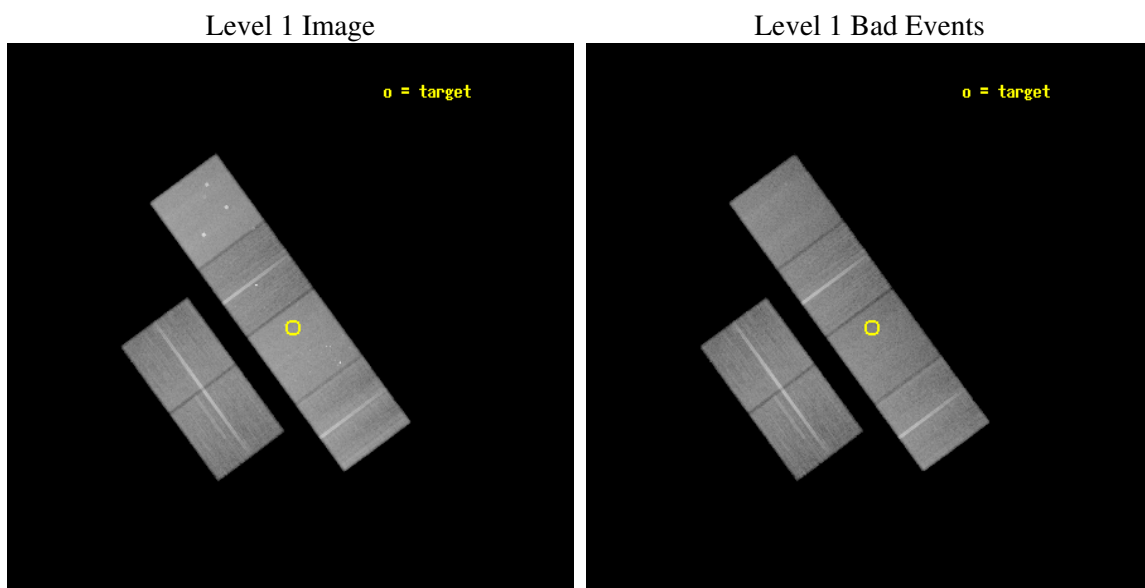 Level 1 Image
Level 1 Bad Events
o = target
o = target